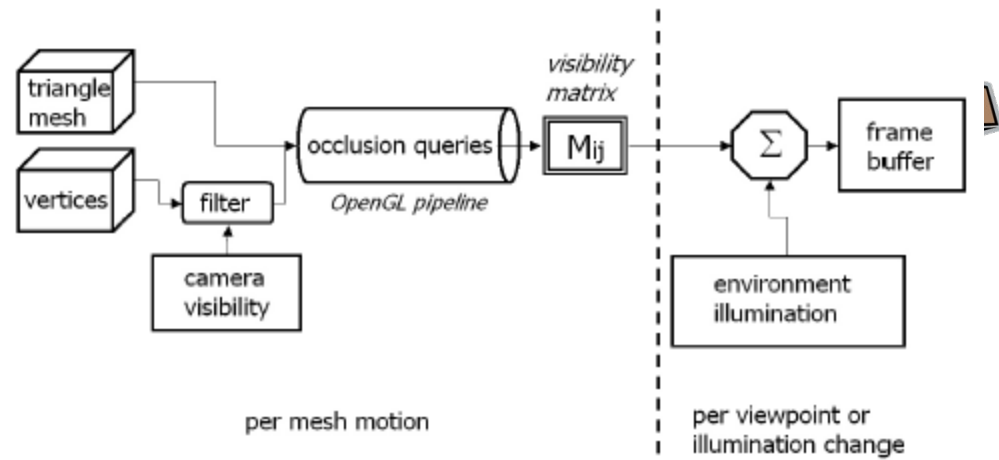 triangle
mesh
vertices
filter
camera
visibility
occlusion queries
OpenGL pipeline
visibility
matrix
Mij
per mesh motion
Σ
frame
buffer
environment
illumination
per viewpoint or
illumination change